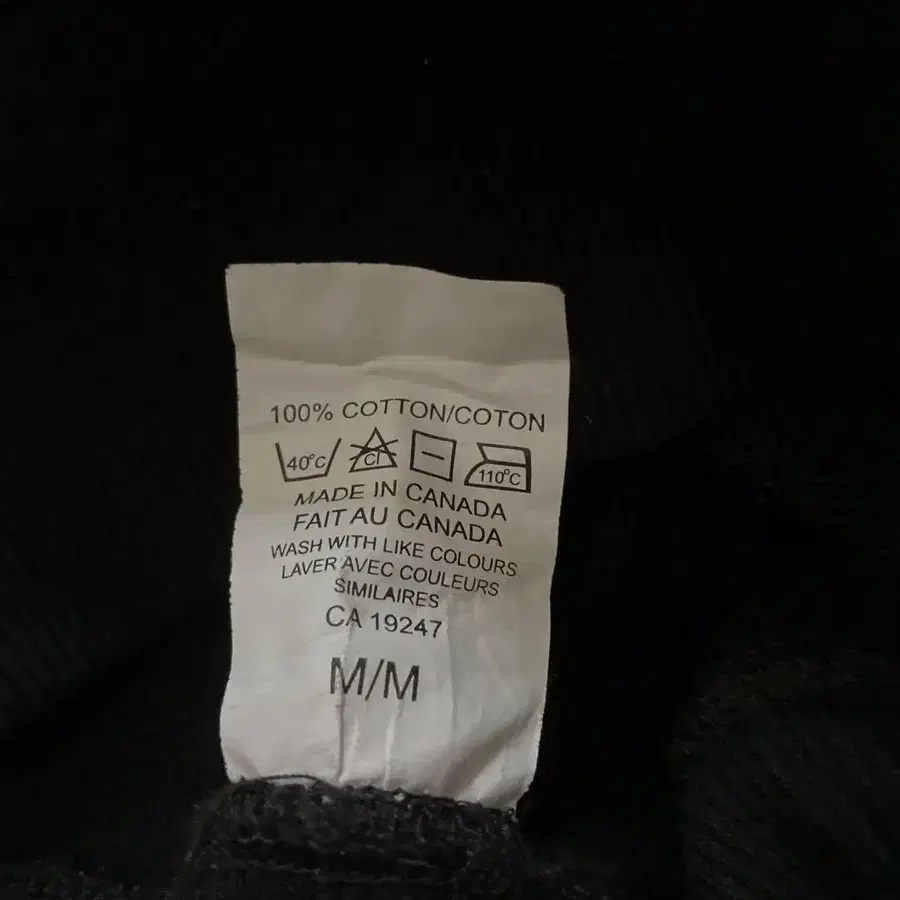 100% COTTON/COTON
40°C Cl 110°C
MADE IN CANADA
FAIT AU CANADA
WASH WITH LIKE COLOURS
LAVER AVEC COULEURS
SIMILAIRES
CA 19247
M/M